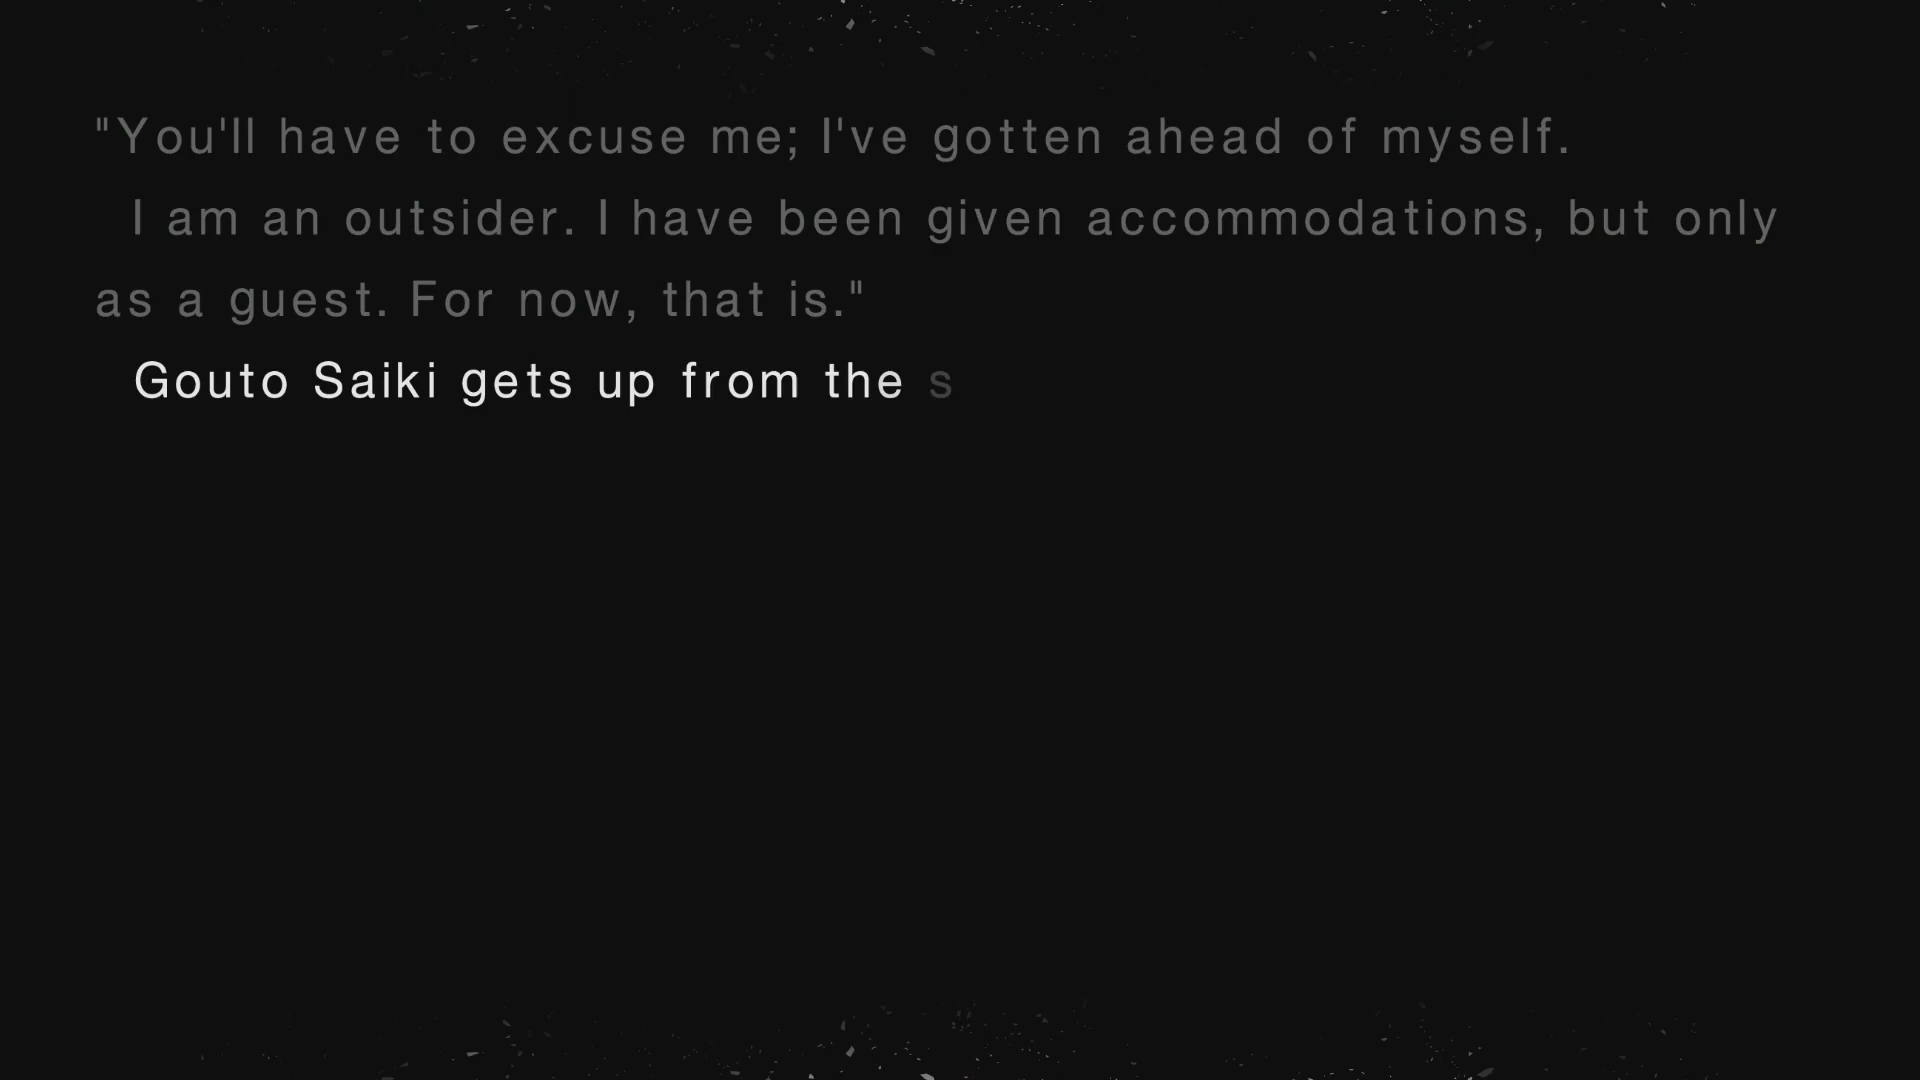 "You'll have to excuse me; I've gotten ahead of myself.
I am an outsider. I have been given accommodations, but only
as a guest. For now, that is."
Gouto Saiki gets up from the s